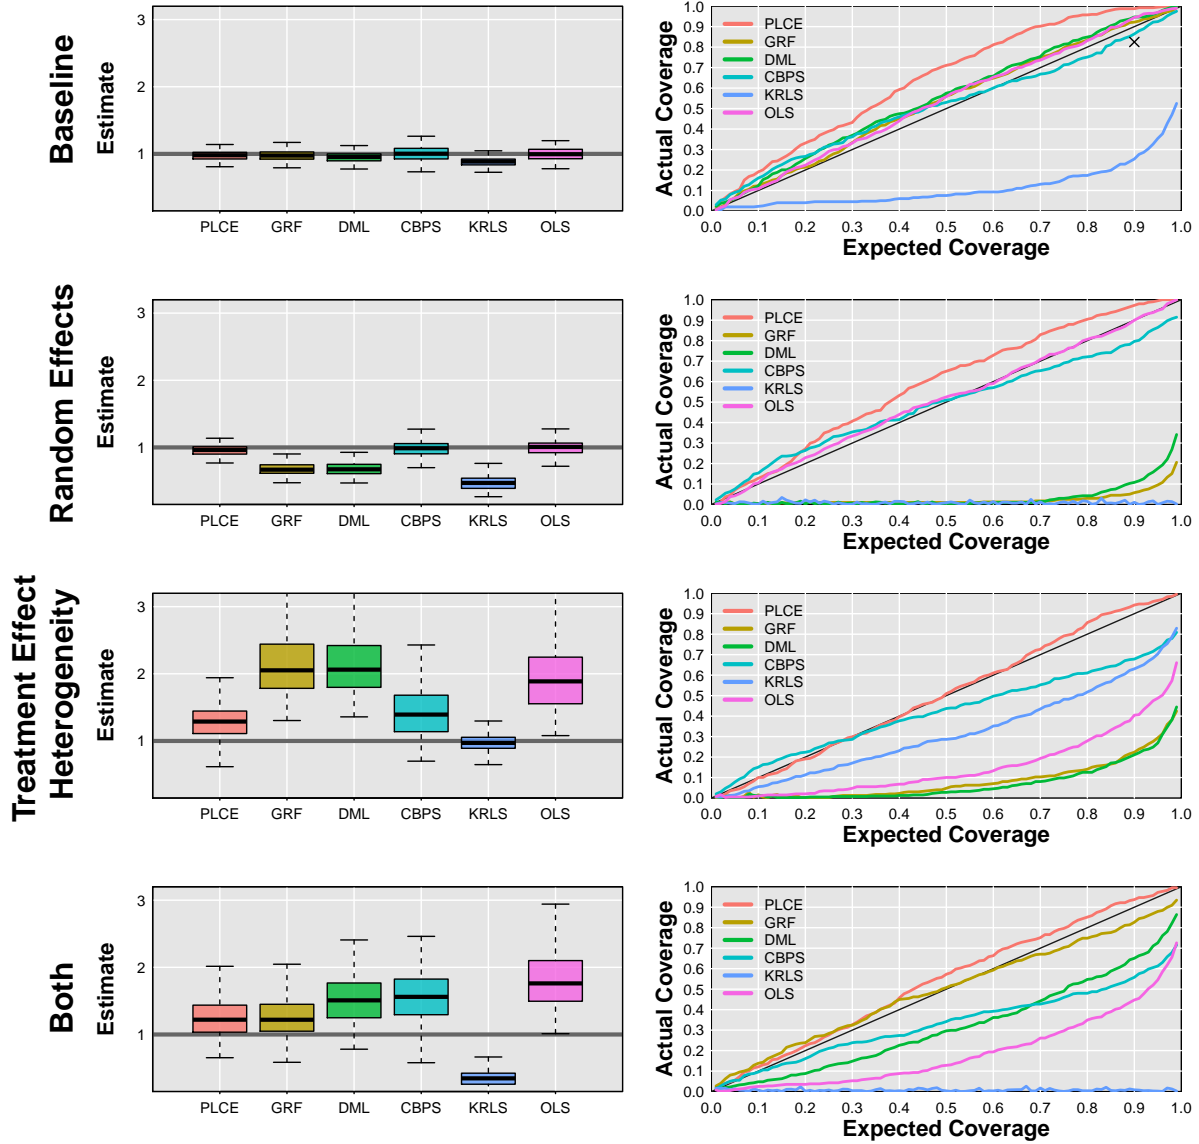 Baseline
Estimate
3
2
1
PLCE GRF DML CBPS KRLS OLS
Actual Coverage
1.0
0.9
0.8
0.7
0.6
0.5
0.4
0.3
0.2
0.1
0.0
PLCE
GRF
DML
CBPS
KRLS
OLS
×
0.0 0.1 0.2 0.3 0.4 0.5 0.6 0.7 0.8 0.9 1.0
Expected Coverage
Random Effects
Estimate
3
2
1
PLCE GRF DML CBPS KRLS OLS
Actual Coverage
1.0
0.9
0.8
0.7
0.6
0.5
0.4
0.3
0.2
0.1
0.0
PLCE
GRF
DML
CBPS
KRLS
OLS
0.0 0.1 0.2 0.3 0.4 0.5 0.6 0.7 0.8 0.9 1.0
Expected Coverage
Treatment Effect
Heterogeneity
Estimate
3
2
1
PLCE GRF DML CBPS KRLS OLS
Actual Coverage
1.0
0.9
0.8
0.7
0.6
0.5
0.4
0.3
0.2
0.1
0.0
PLCE
GRF
DML
CBPS
KRLS
OLS
0.0 0.1 0.2 0.3 0.4 0.5 0.6 0.7 0.8 0.9 1.0
Expected Coverage
Both
Estimate
3
2
1
PLCE GRF DML CBPS KRLS OLS
Actual Coverage
1.0
0.9
0.8
0.7
0.6
0.5
0.4
0.3
0.2
0.1
0.0
PLCE
GRF
DML
CBPS
KRLS
OLS
0.0 0.1 0.2 0.3 0.4 0.5 0.6 0.7 0.8 0.9 1.0
Expected Coverage